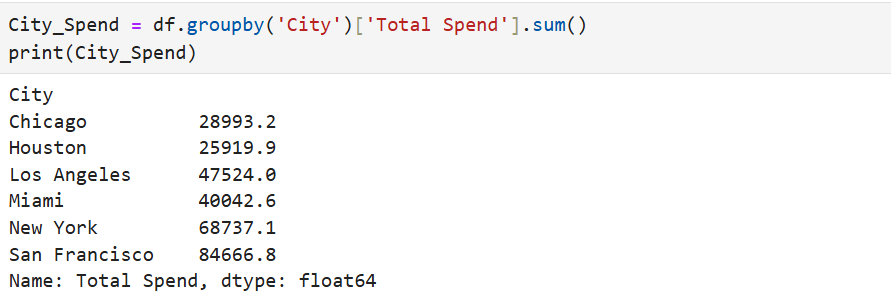 City_Spend = df.groupby('City')['Total Spend'].sum()
print(City_Spend)
City
Chicago          28993.2
Houston          25919.9
Los Angeles      47524.0
Miami            40042.6
New York         68737.1
San Francisco    84666.8
Name: Total Spend, dtype: float64